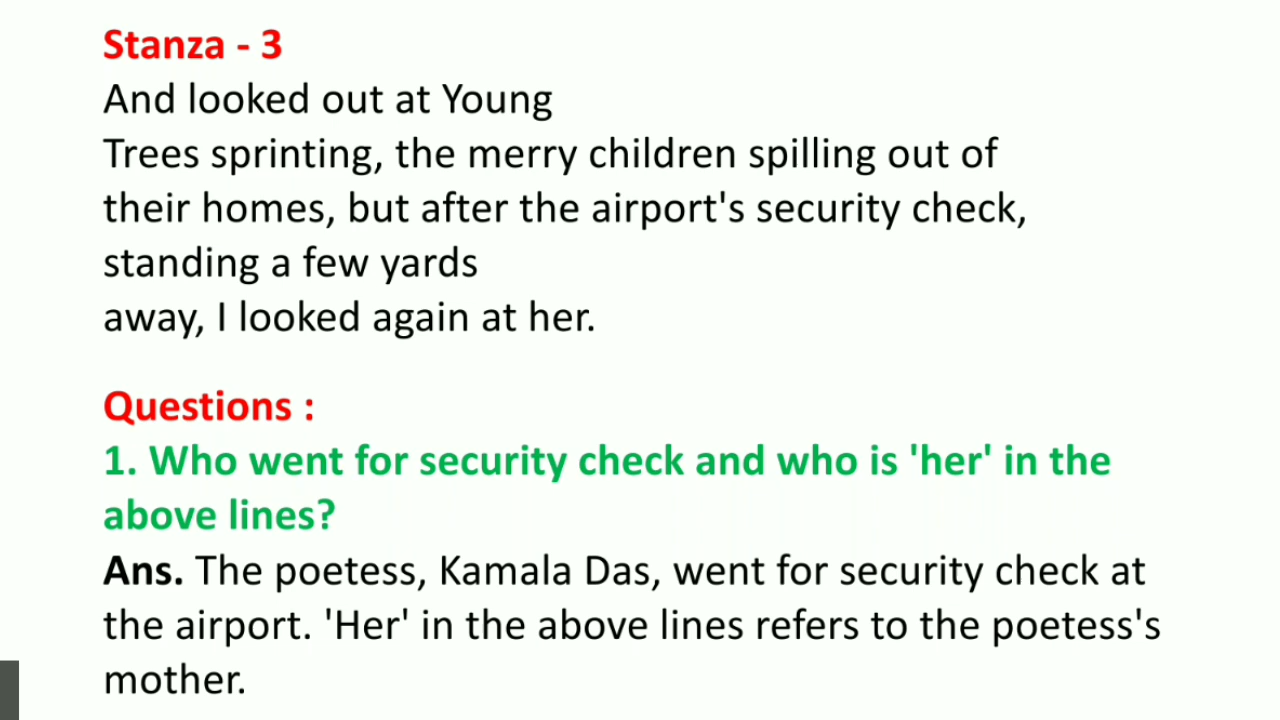 Stanza - 3
And looked out at Young
Trees sprinting, the merry children spilling out of
their homes, but after the airport's security check,
standing a few yards
away, I looked again at her.
Questions :
1. Who went for security check and who is 'her' in the
above lines?
Ans. The poetess, Kamala Das, went for security check at
the airport. 'Her' in the above lines refers to the poetess's
mother.